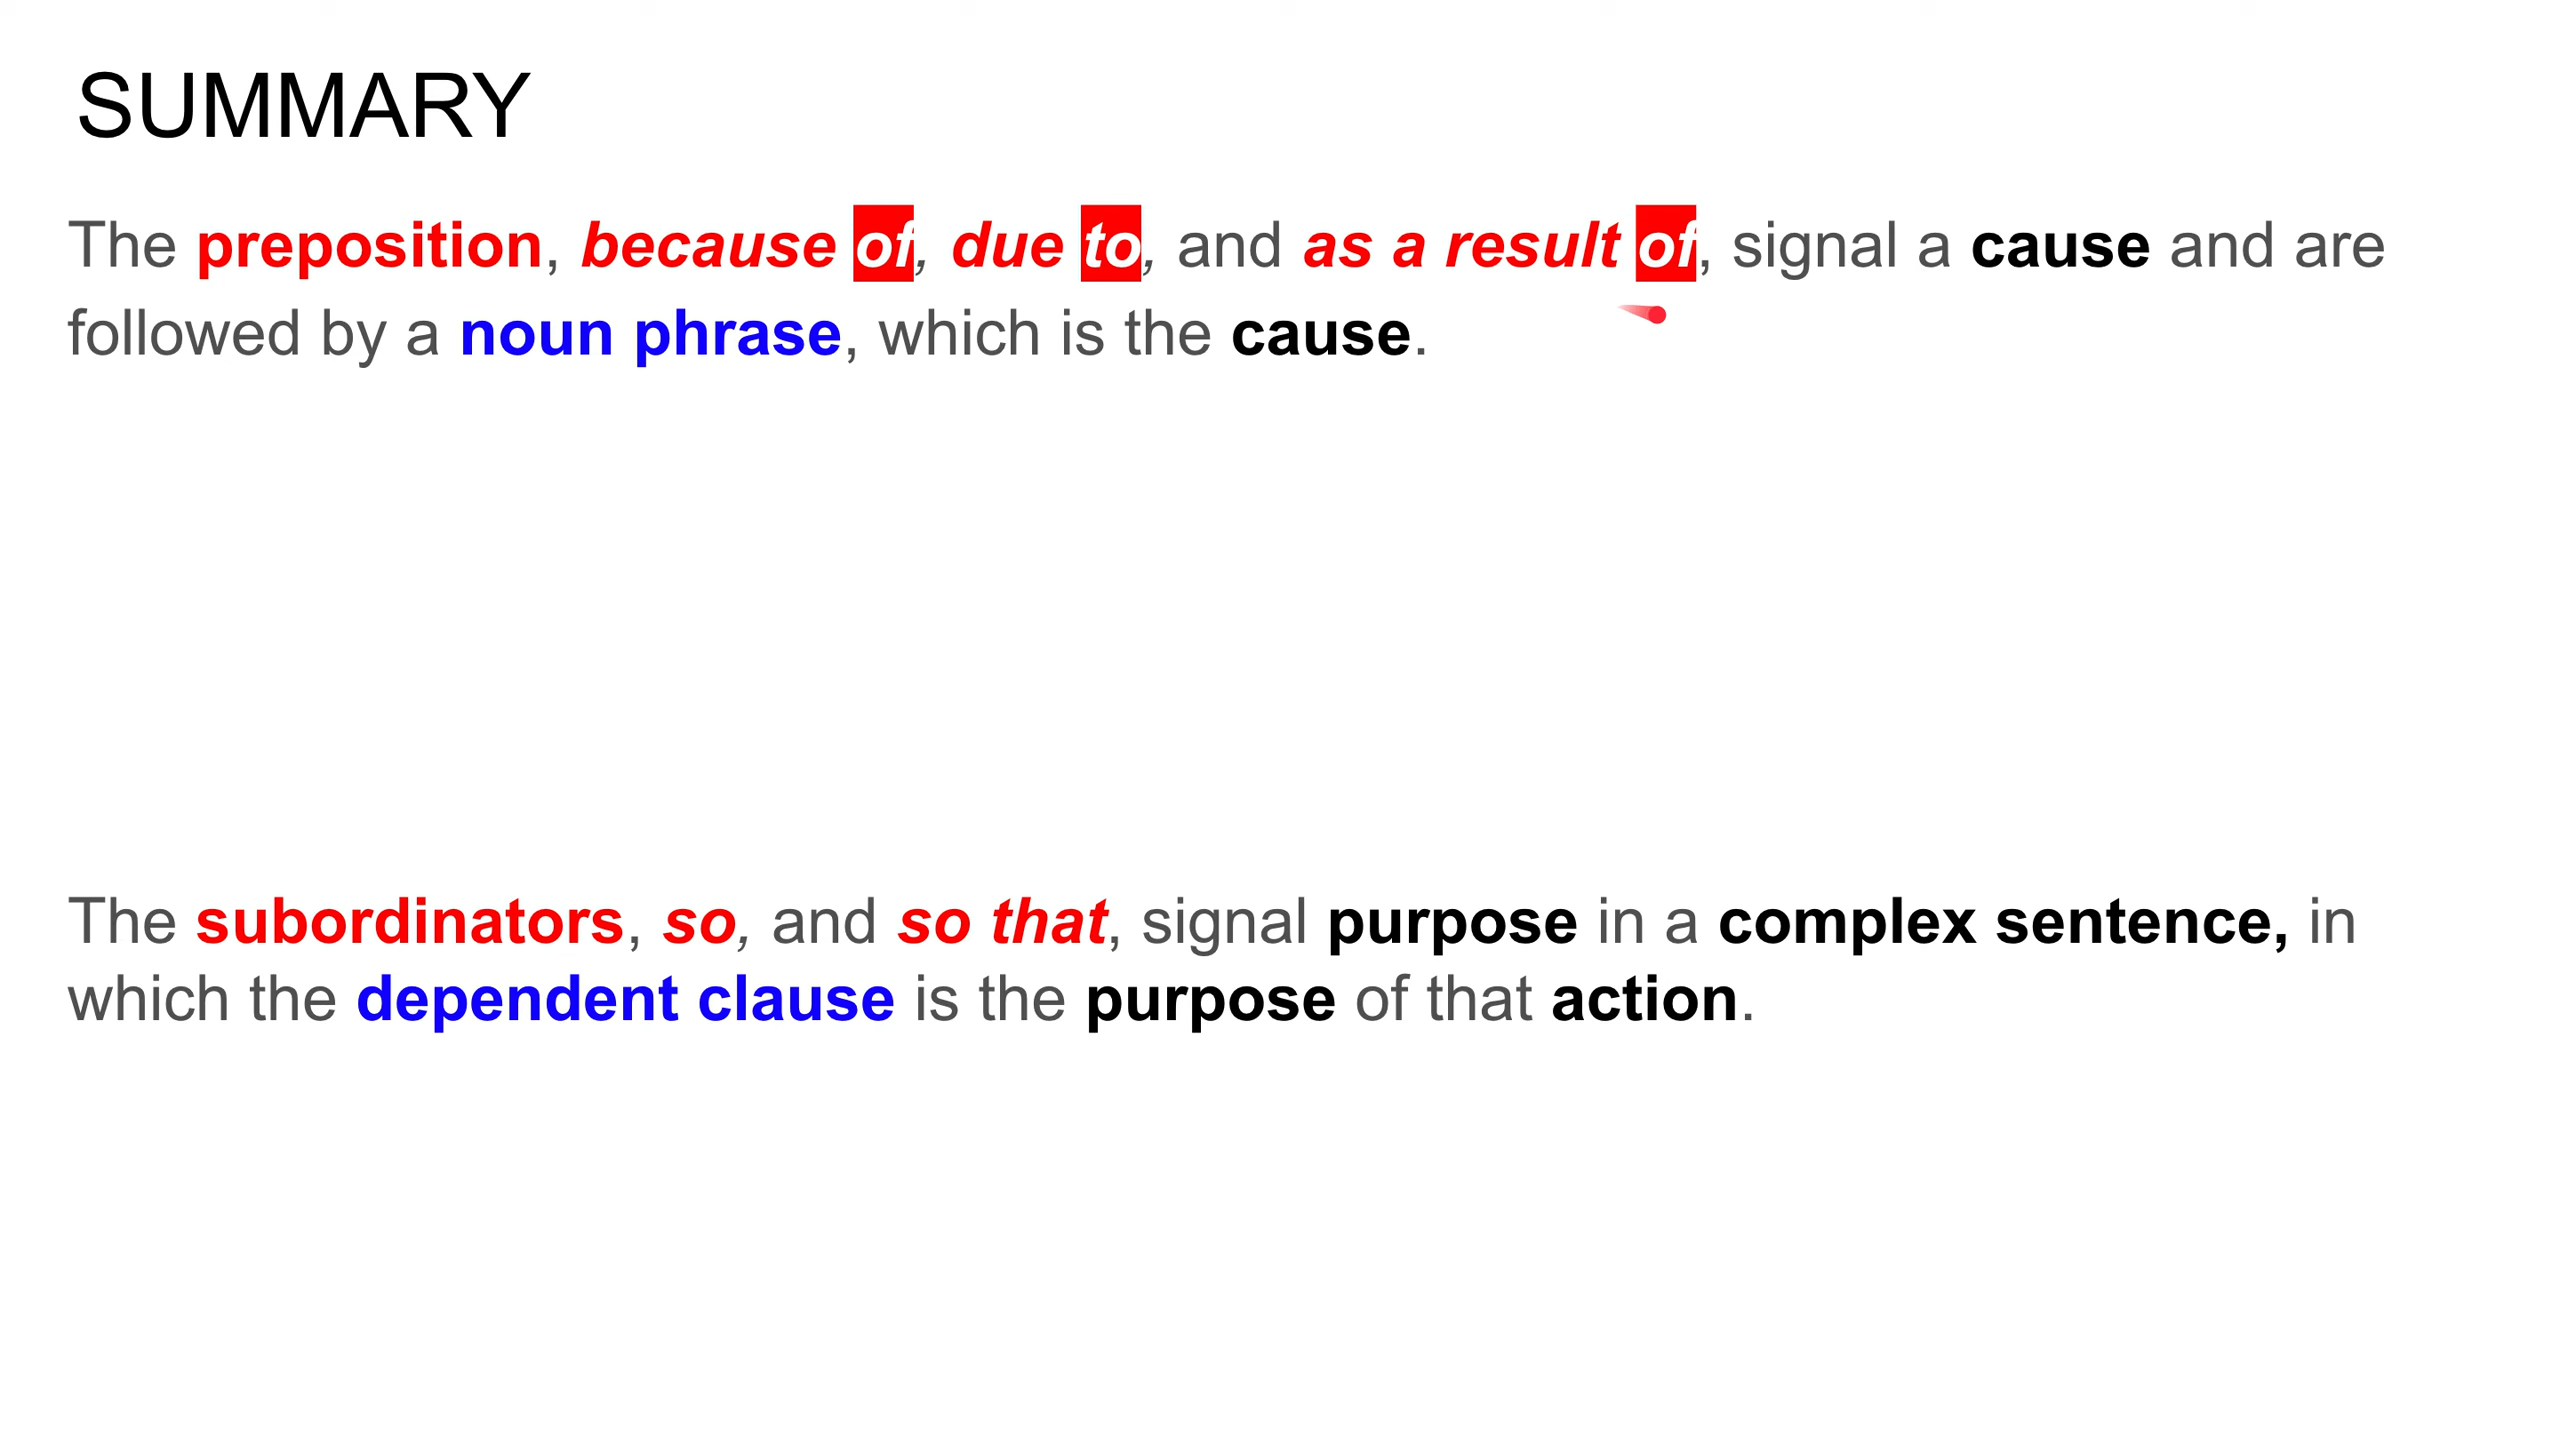 SUMMARY
The preposition, because of, due to, and as a result of, signal a cause and are
followed by a noun phrase, which is the cause.
The subordinators, so, and so that, signal purpose in a complex sentence, in
which the dependent clause is the purpose of that action.